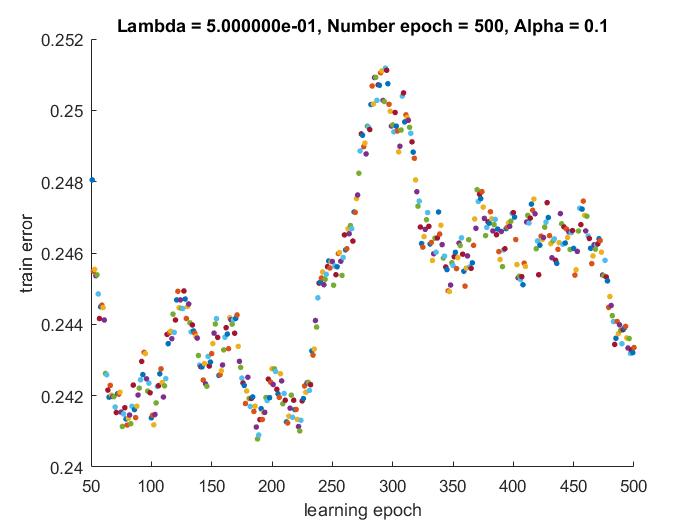 Lambda = 5.000000e-01, Number epoch = 500, Alpha = 0.1
0.252
0.25
0.248
0.246
0.244
0.242
0.24
train error
50 100 150 200 250 300 350 400 450 500
learning epoch